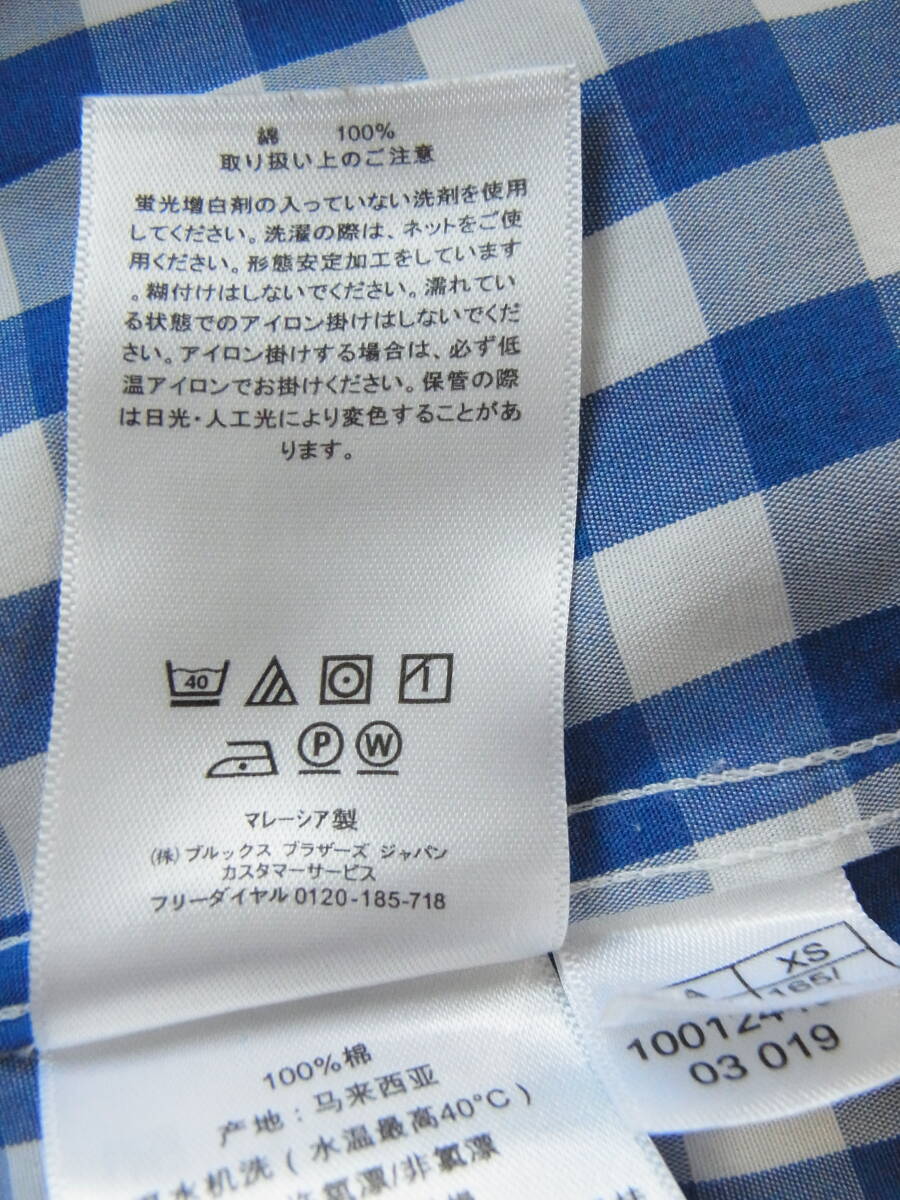 綿 100%
取り扱い上のご注意
蛍光増白剤の入っていない洗剤を使用
してください。洗濯の際は、ネットをご使
用ください。形態安定加工をしています
。糊付けはしないでください。濡れてい
る状態でのアイロン掛けはしないでくだ
さい。アイロン掛けする場合は、必ず低
温アイロンでお掛けください。保管の際
は日光・人工光により変色することがあ
ります。
40
P W
マレーシア製
(株)ブルックス ブラザーズ ジャパン
カスタマーサービス
フリーダイヤル 0120-185-718
100%棉
产地:马来西亚
水机洗(水温最高40°C)
氧漂/非氯漂
A XS
165/
03 019